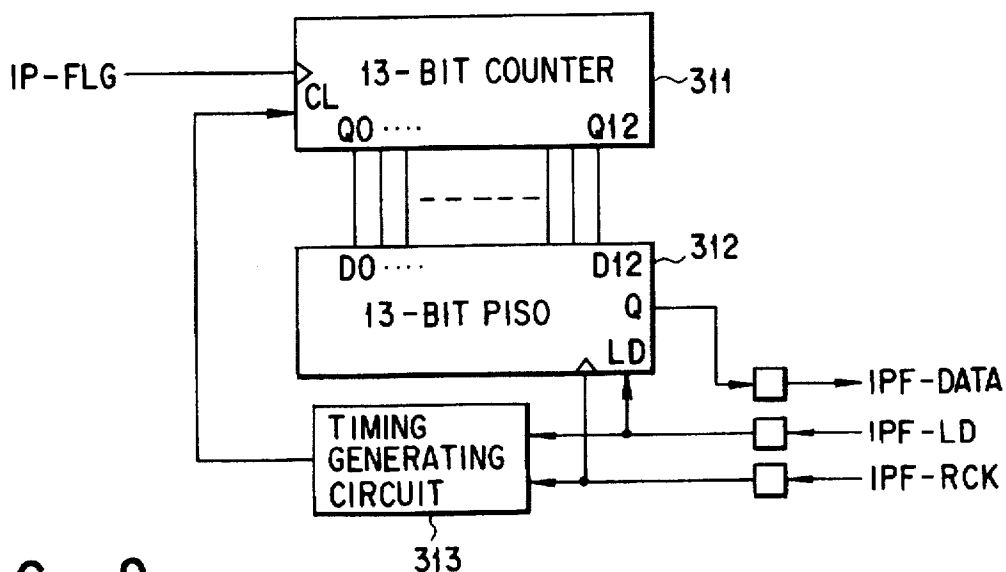 13-BIT COUNTER
IP-FLG
311
CL
Q0 .... Q12
312
D0 .... D12
13-BIT PISO
Q
LD
IPF-DATA
TIMING
GENERATING
CIRCUIT
IPF-LD
IPF-RCK
313